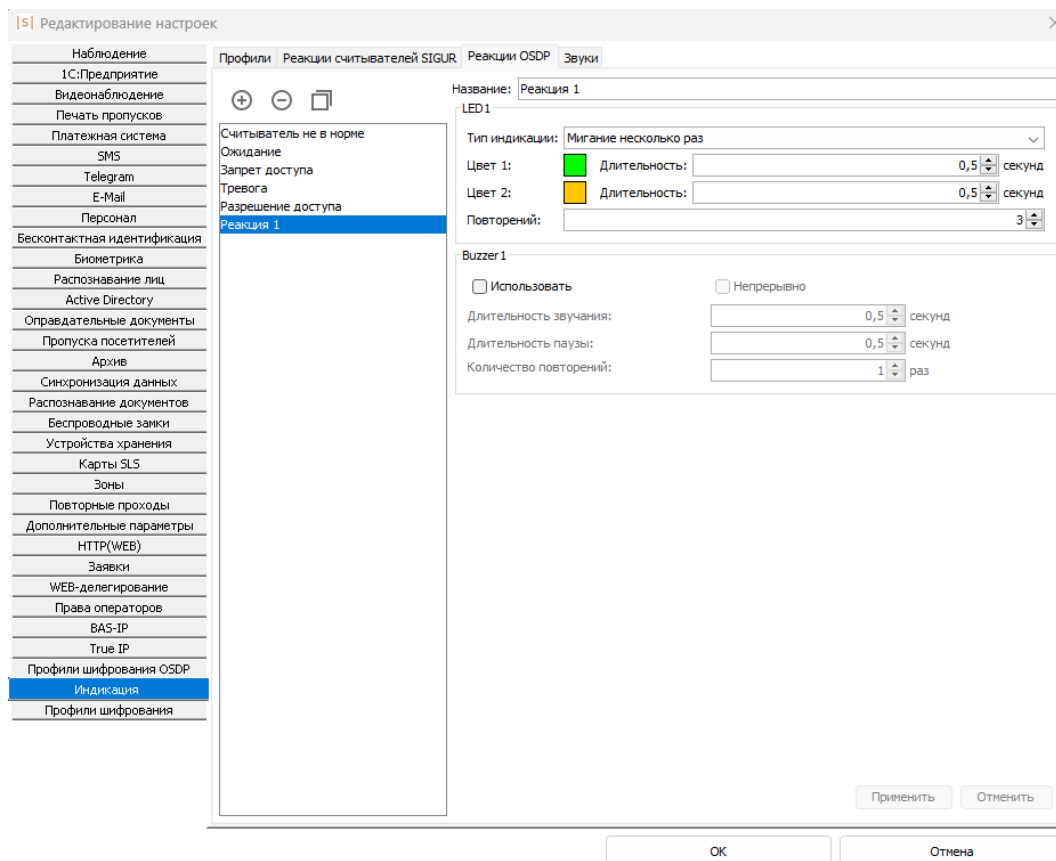 |S| Редактирование настроек
Наблюдение
1С:Предприятие
Видеонаблюдение
Печать пропусков
Платежная система
SMS
Telegram
E-Mail
Персонал
Бесконтактная идентификация
Биометрика
Распознавание лиц
Active Directory
Оправдательные документы
Пропуска посетителей
Архив
Синхронизация данных
Распознавание документов
Беспроводные замки
Устройства хранения
Карты SLS
Зоны
Повторные проходы
Дополнительные параметры
HTTP(WEB)
Заявки
WEB-делегирование
Права операторов
BAS-IP
True IP
Профили шифрования OSDP
Индикация
Профили шифрования
Профили Реакции считывателей SIGUR Реакции OSDP Звуки
Считыватель не в норме
Ожидание
Запрет доступа
Тревога
Разрешение доступа
Реакция 1
Название: Реакция 1
LED1
Тип индикации: Мигание несколько раз
Цвет 1: Длительность: 0,5 секунд
Цвет 2: Длительность: 0,5 секунд
Повторений: 3
Buzzer1
Использовать Непрерывно
Длительность звучания: 0,5 секунд
Длительность паузы: 0,5 секунд
Количество повторений: 1 раз
Применить Отменить
ОК Отмена